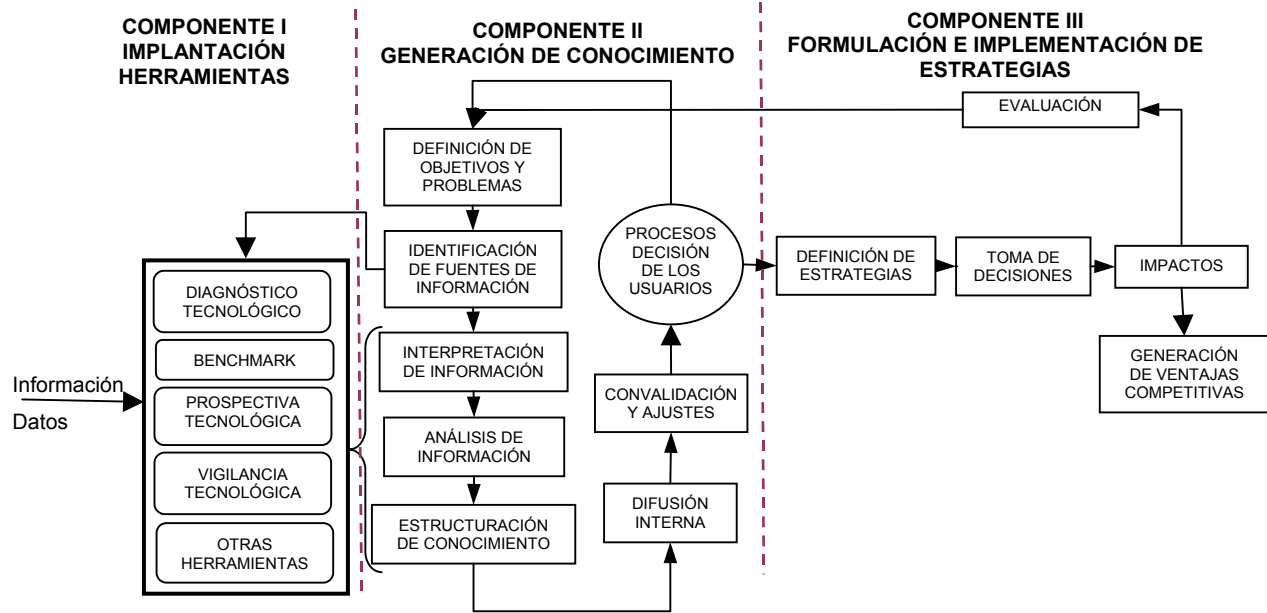 COMPONENTE I
IMPLANTACIÓN
HERRAMIENTAS
Información
Datos
DIAGNÓSTICO
TECNOLÓGICO
BENCHMARK
PROSPECTIVA
TECNOLÓGICA
VIGILANCIA
TECNOLÓGICA
OTRAS
HERRAMIENTAS
COMPONENTE II
GENERACIÓN DE CONOCIMIENTO
DEFINICIÓN DE
OBJETIVOS Y
PROBLEMAS
IDENTIFICACIÓN
DE FUENTES DE
INFORMACIÓN
INTERPRETACIÓN
DE INFORMACIÓN
ANÁLISIS DE
INFORMACIÓN
ESTRUCTURACIÓN
DE CONOCIMIENTO
DIFUSIÓN
INTERNA
CONVALIDACIÓN
Y AJUSTES
PROCESOS
DECISIÓN
DE LOS
USUARIOS
COMPONENTE III
FORMULACIÓN E IMPLEMENTACIÓN DE
ESTRATEGIAS
EVALUACIÓN
DEFINICIÓN DE
ESTRATEGIAS
TOMA DE
DECISIONES
IMPACTOS
GENERACIÓN
DE VENTAJAS
COMPETITIVAS